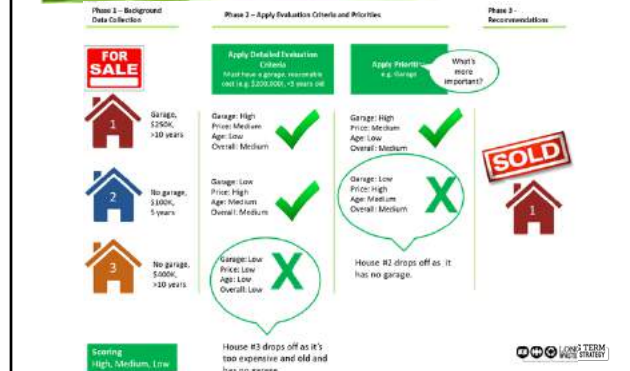 Phase 1 – Background
Data Collection
Phase 2 – Apply Evaluation Criteria and Priorities
Phase 3 -
Recommendations
FOR
SALE
Apply Detailed Evaluation
Criteria
Must have a garage, reasonable
cost (e.g. $200,000), <5 years old
Apply Priorities
e.g. Garage
What's
more
important?
1
Garage,
$250K,
>10 years
Garage: High
Price: Medium
Age: Low
Overall: Medium
Garage: High
Price: Medium
Age: Low
Overall: Medium
2
No garage,
$100K,
5 years
Garage: Low
Price: High
Age: Medium
Overall: Medium
Garage: Low
Price: High
Age: Medium
Overall: Medium
SOLD
1
3
No garage,
$400K,
>10 years
Garage: Low
Price: Low
Age: Low
Overall: Low
House #2 drops off as it
has no garage.
Scoring
High, Medium, Low
House #3 drops off as it's
too expensive and old and
has no garage
LONG TERM
WASTE STRATEGY